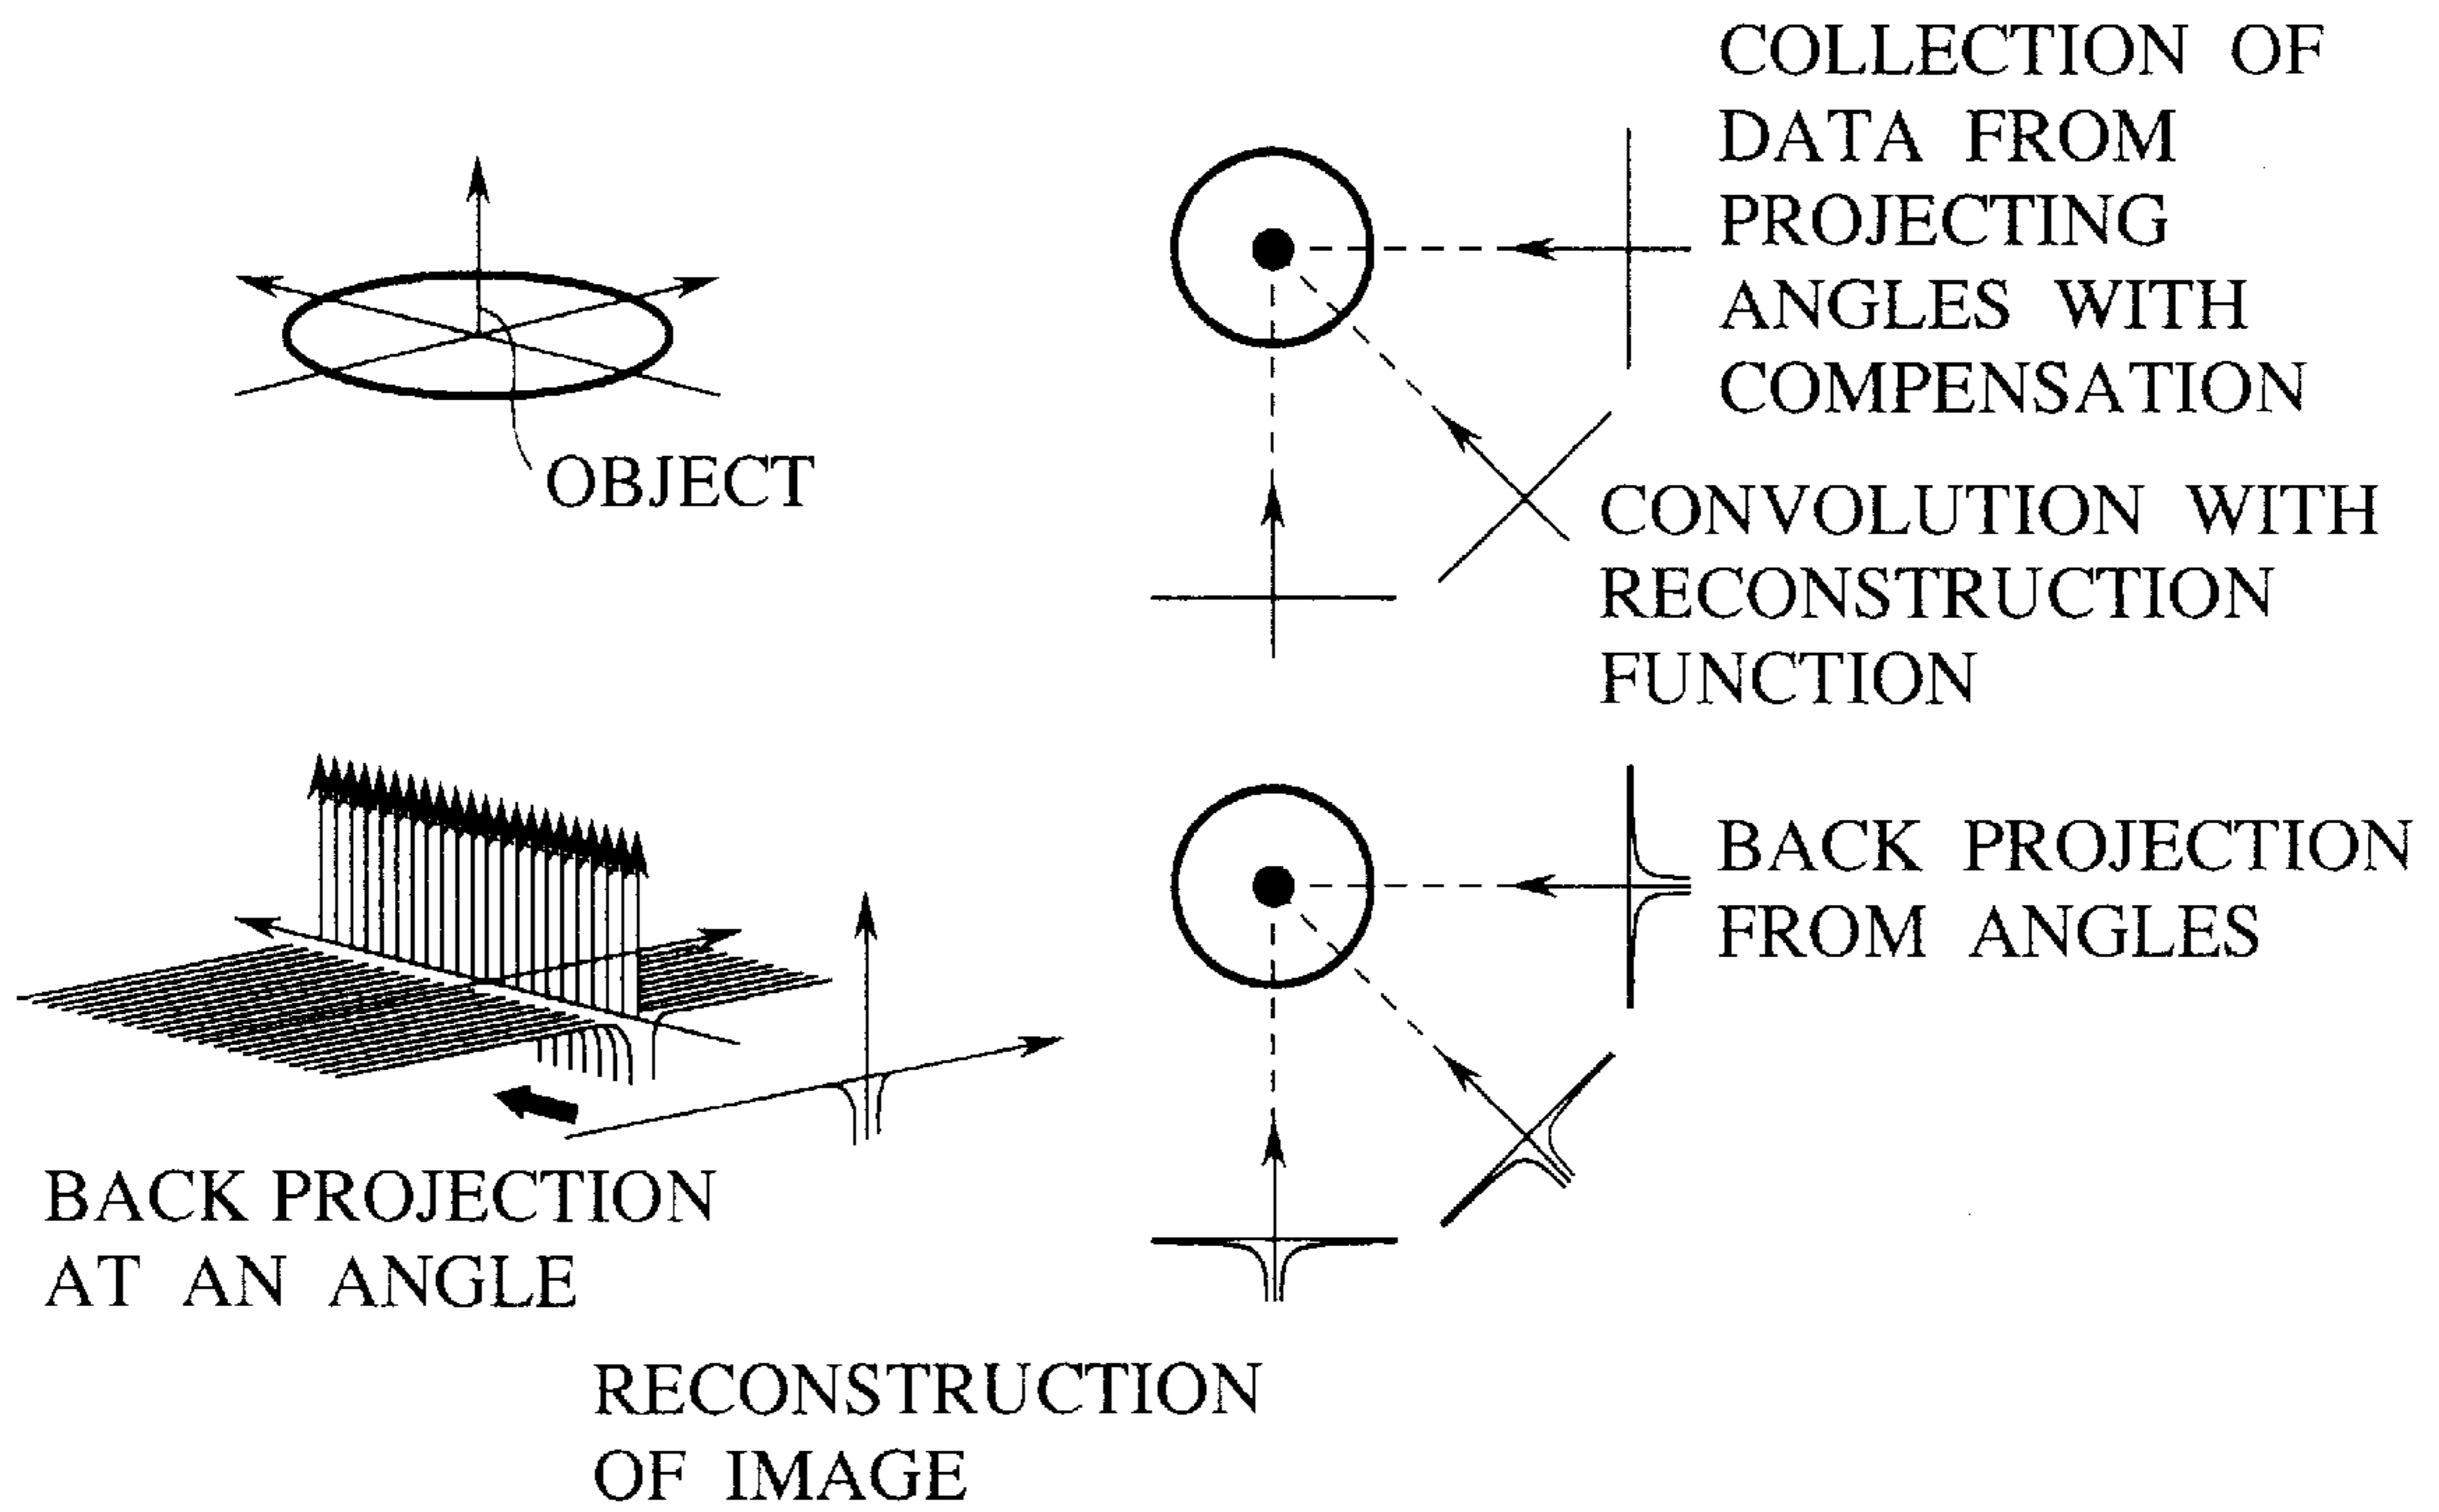 COLLECTION OF
DATA FROM
PROJECTING
ANGLES WITH
COMPENSATION
OBJECT
CONVOLUTION WITH
RECONSTRUCTION
FUNCTION
BACK PROJECTION
FROM ANGLES
BACK PROJECTION
AT AN ANGLE
RECONSTRUCTION
OF IMAGE